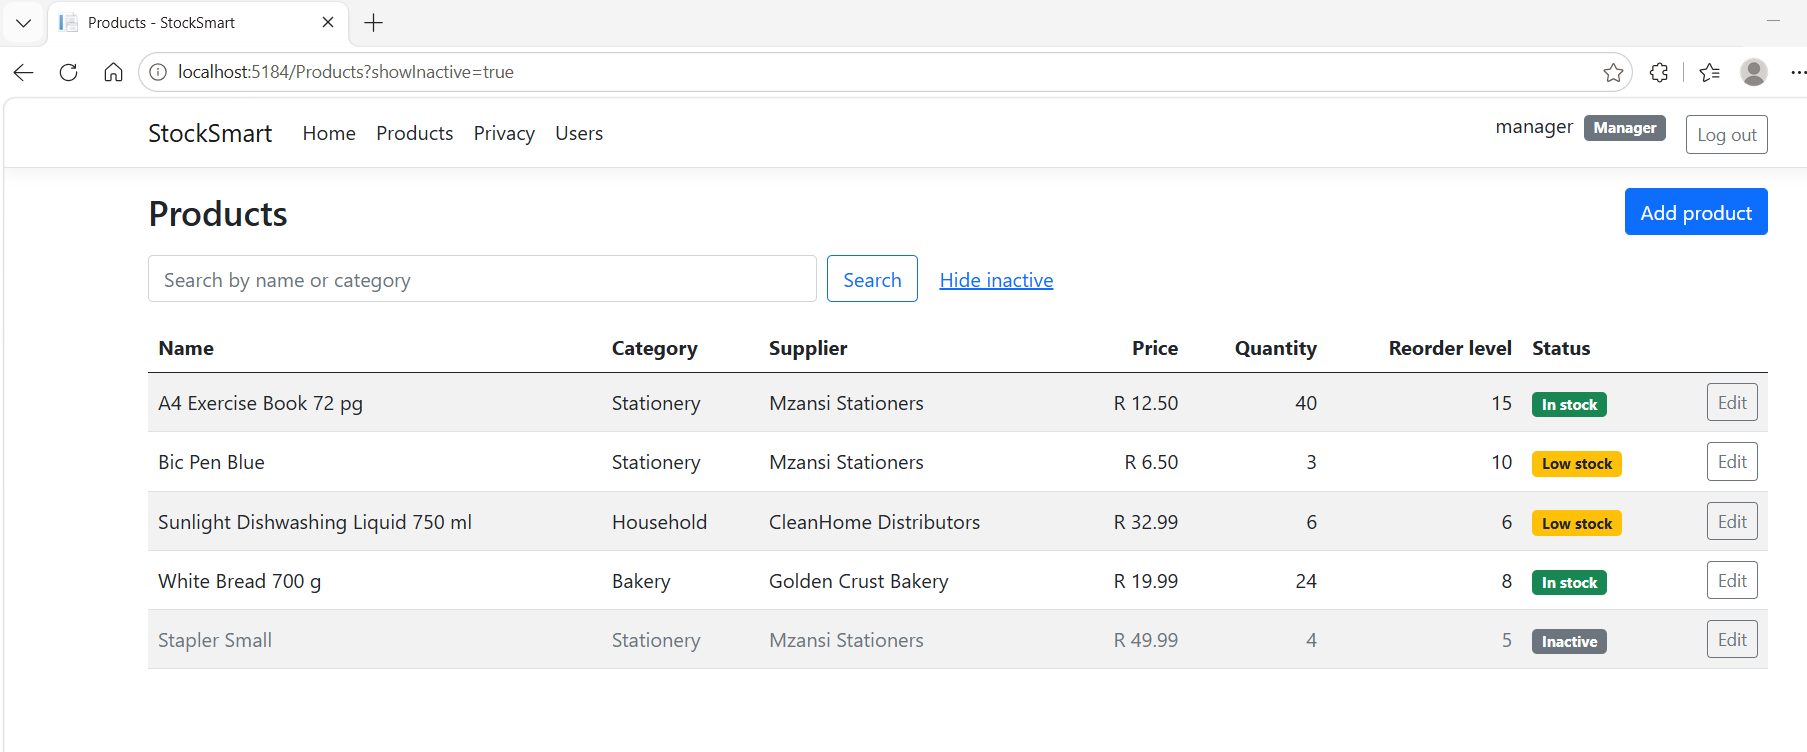 Products - StockSmart
localhost:5184/Products?showInactive=true
StockSmart Home Products Privacy Users manager Manager Log out
Products Add product
Search by name or category Search Hide inactive
Name Category Supplier Price Quantity Reorder level Status
A4 Exercise Book 72 pg Stationery Mzansi Stationers R 12.50 40 15 In stock Edit
Bic Pen Blue Stationery Mzansi Stationers R 6.50 3 10 Low stock Edit
Sunlight Dishwashing Liquid 750 ml Household CleanHome Distributors R 32.99 6 6 Low stock Edit
White Bread 700 g Bakery Golden Crust Bakery R 19.99 24 8 In stock Edit
Stapler Small Stationery Mzansi Stationers R 49.99 4 5 Inactive Edit